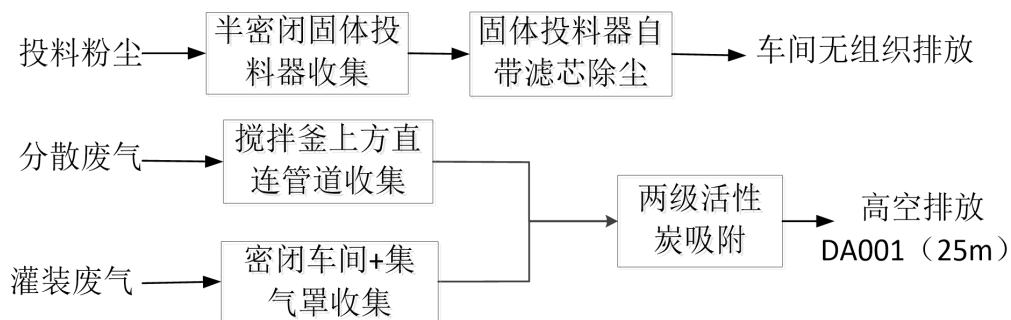 投料粉尘
半密闭固体投
料器收集
固体投料器自
带滤芯除尘
车间无组织排放
分散废气
搅拌釜上方直
连管道收集
灌装废气
密闭车间+集
气罩收集
两级活性
炭吸附
高空排放
DA001（25m）